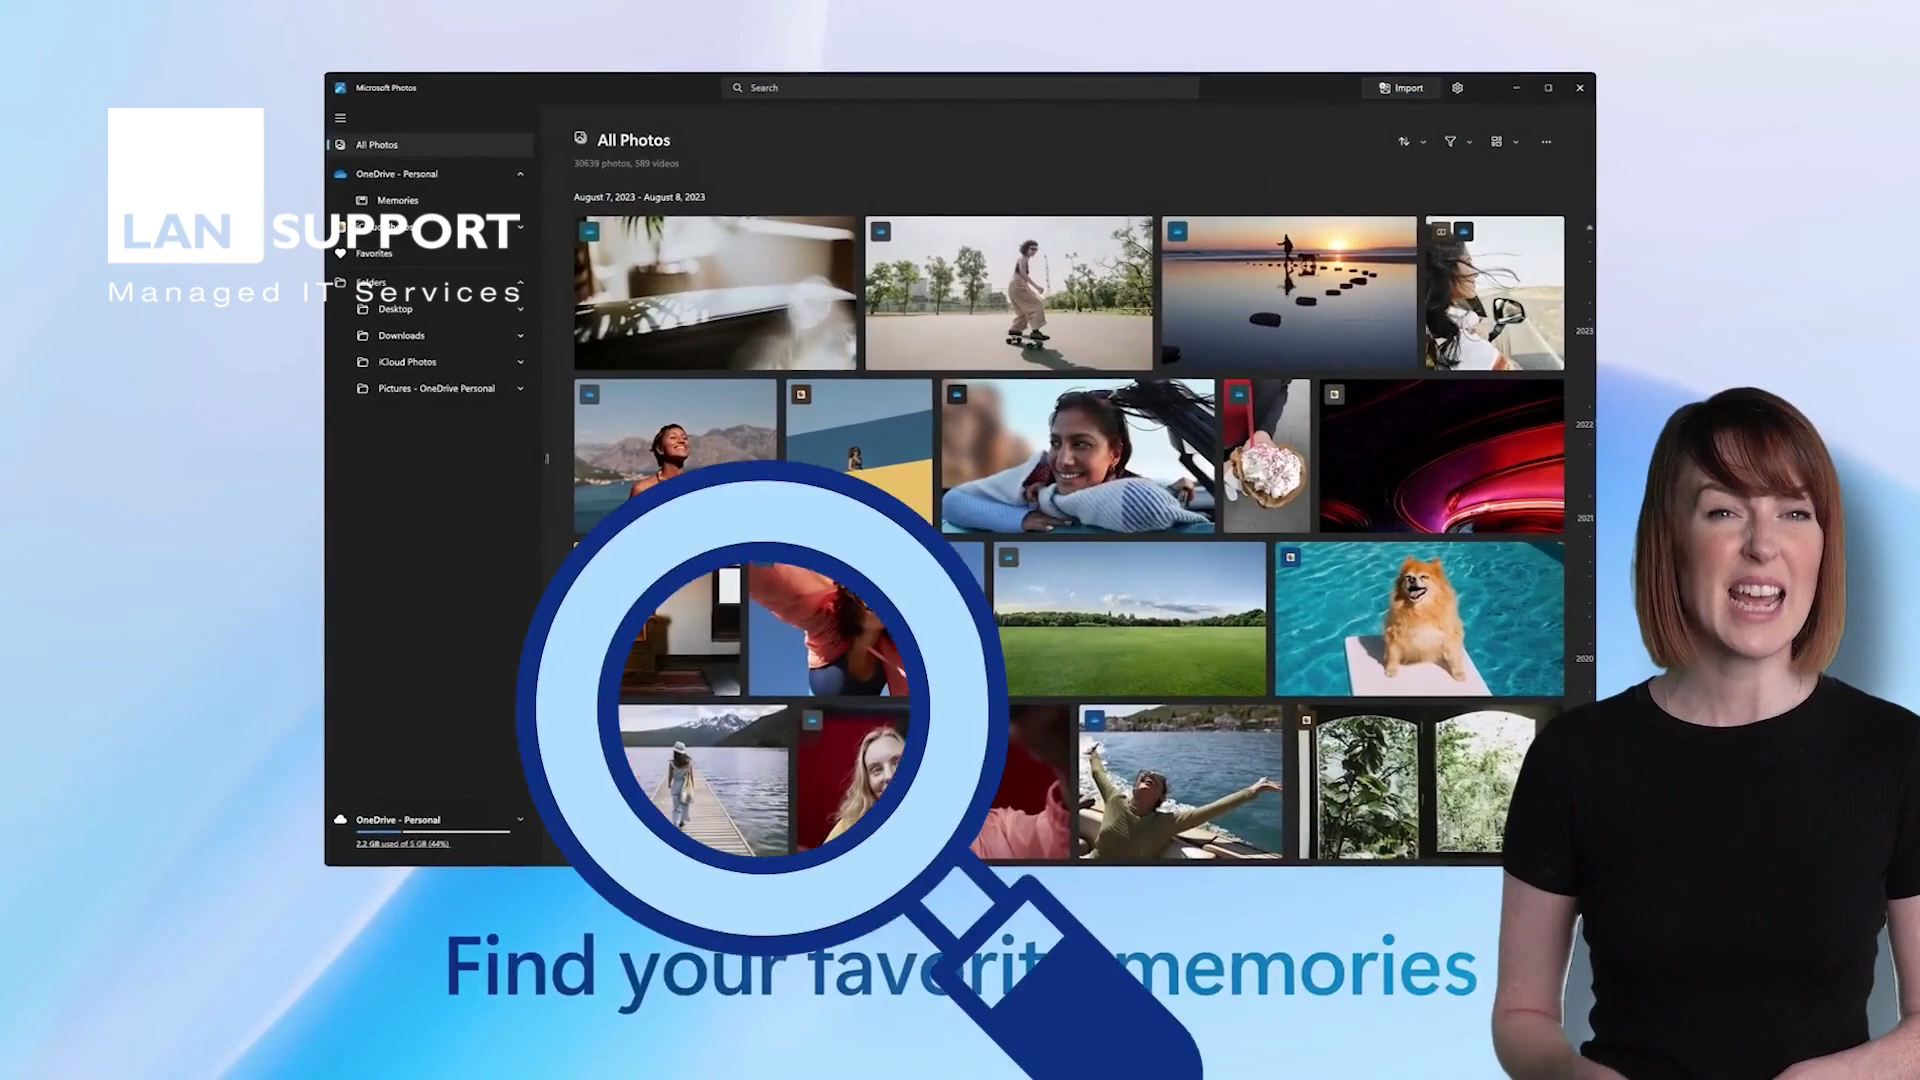 Microsoft Photos
Search
Import
All Photos
OneDrive - Personal
Memories
LAN SUPPORT
Favorites
Folders
Managed IT Services
Desktop
Downloads
iCloud Photos
Pictures - OneDrive Personal
All Photos
30639 photos, 589 videos
August 7, 2023 - August 8, 2023
2023
2022
2021
2020
OneDrive - Personal
2.2 GB used of 5 GB (44%)
Find your favorite memories